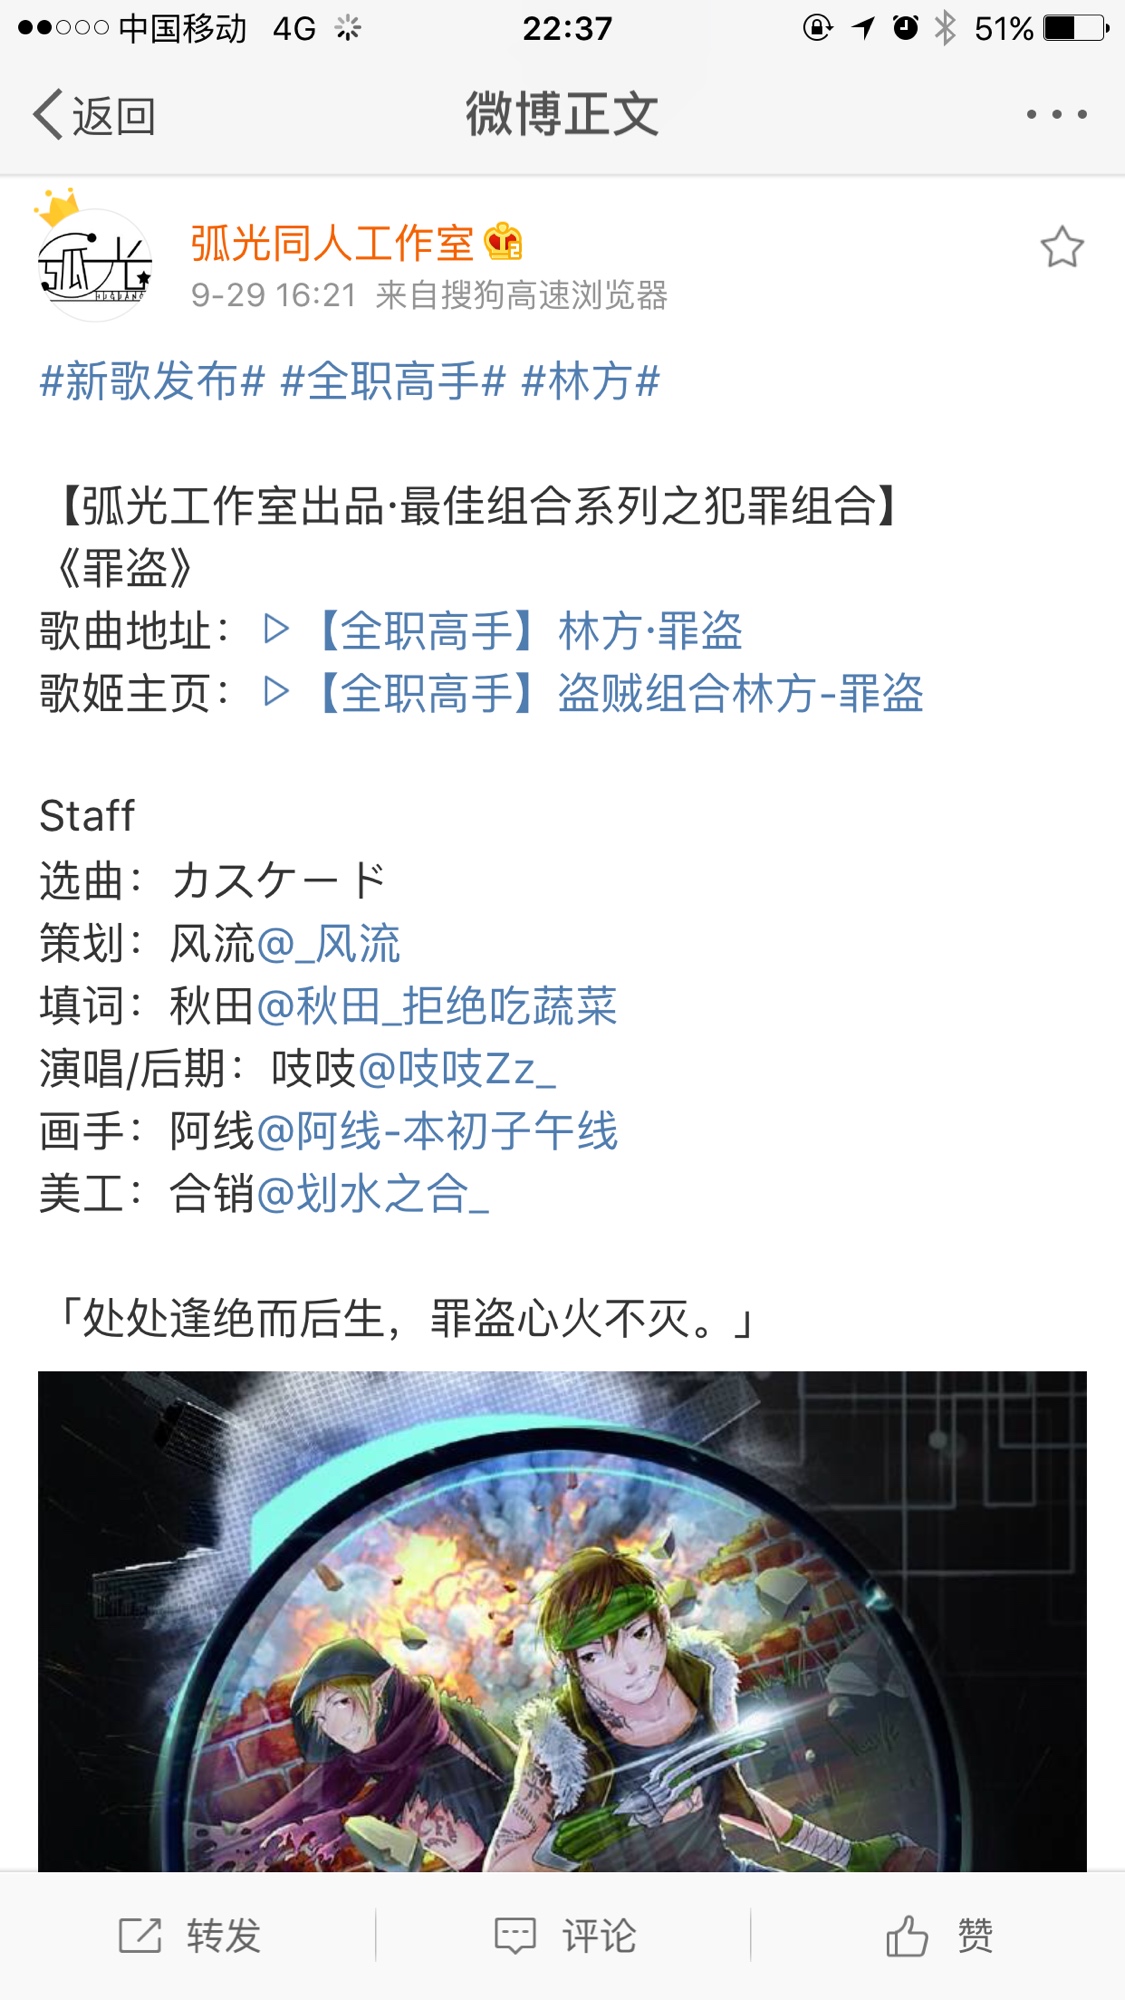 中国移动 4G 22:37 51%
返回 微博正文
弧光
HUGUANG
弧光同人工作室
9-29 16:21 来自搜狗高速浏览器
#新歌发布# #全职高手# #林方#
【弧光工作室出品·最佳组合系列之犯罪组合】
《罪盗》
歌曲地址：【全职高手】林方·罪盗
歌姬主页：【全职高手】盗贼组合林方-罪盗
Staff
选曲：カスケード
策划：风流@_风流
填词：秋田@秋田_拒绝吃蔬菜
演唱/后期：吱吱@吱吱Zz_
画手：阿线@阿线-本初子午线
美工：合销@划水之合_
「处处逢绝而后生，罪盗心火不灭。」
转发 评论 赞